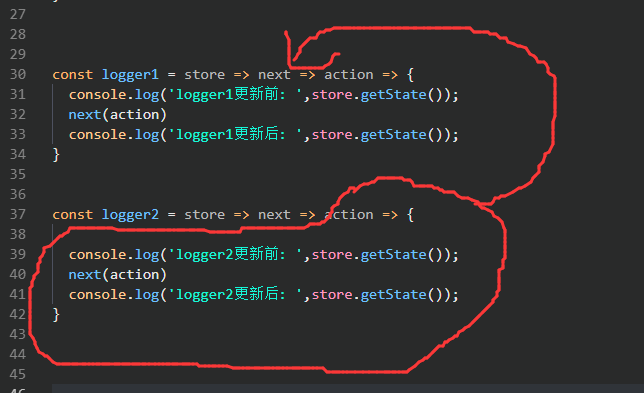 27
28
29
30 const logger1 = store => next => action => {
31 console.log('logger1更新前: ',store.getState());
32 next(action)
33 console.log('logger1更新后: ',store.getState());
34 }
35
36
37 const logger2 = store => next => action => {
38
39 console.log('logger2更新前: ',store.getState());
40 next(action)
41 console.log('logger2更新后: ',store.getState());
42 }
43
44
45
46